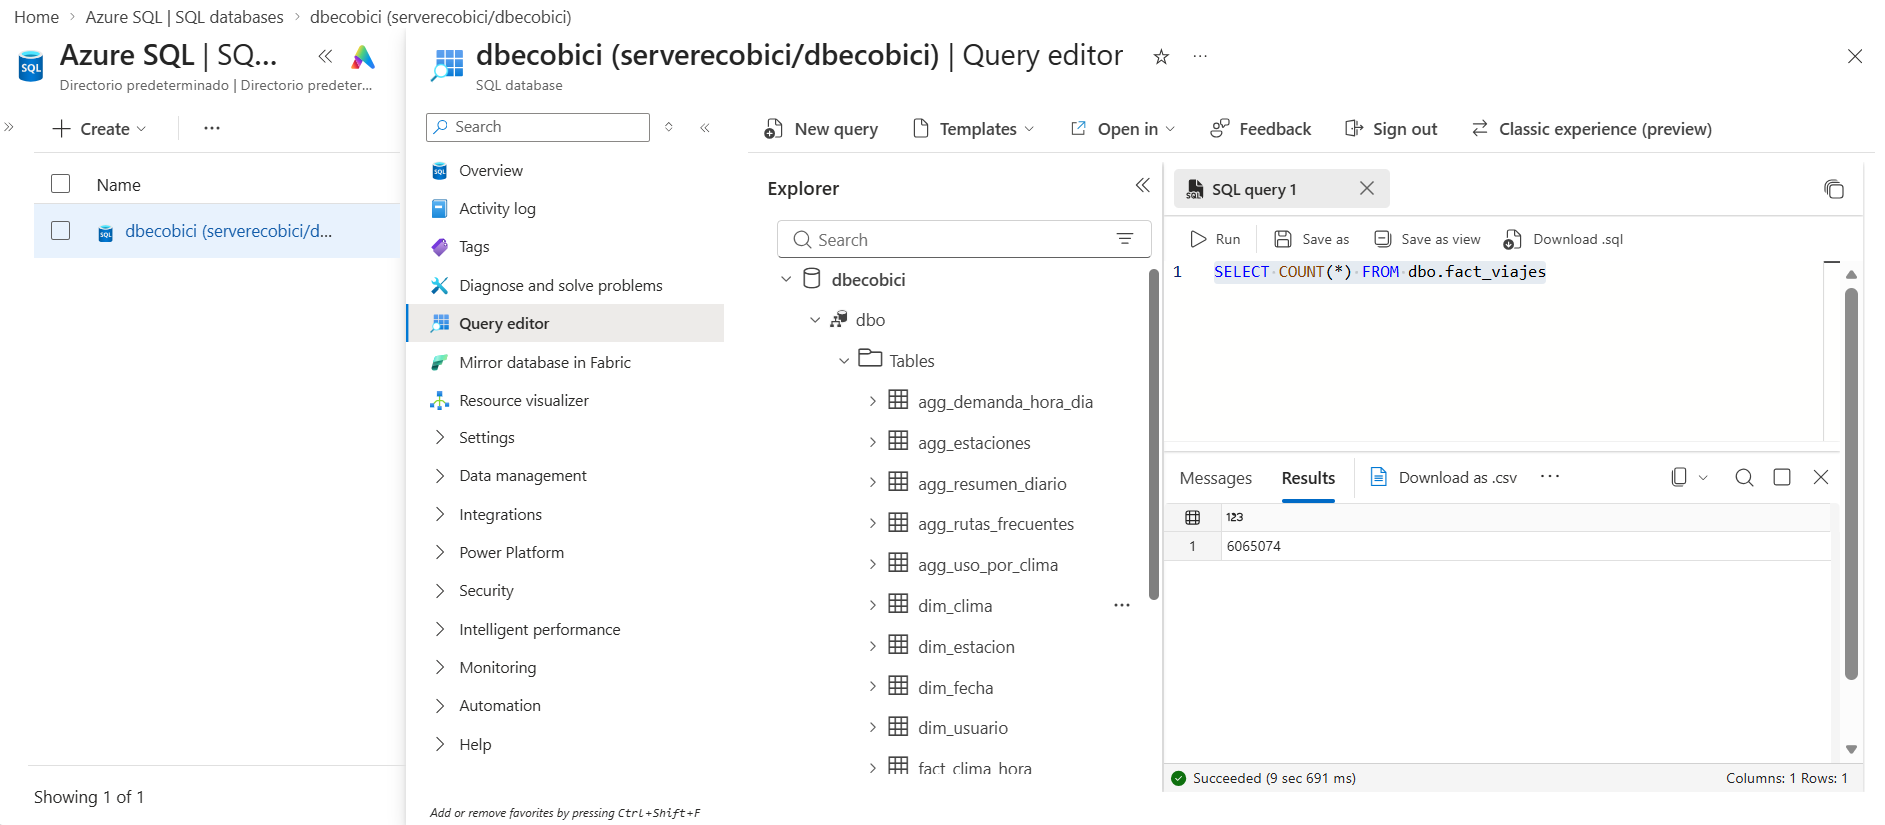 Home > Azure SQL | SQL databases > dbecobici (serverecobici/dbecobici)
Azure SQL | SQ...
Directorio predeterminado | Directorio predeter...
Create
Name
dbecobici (serverecobici/d...
Showing 1 of 1
dbecobici (serverecobici/dbecobici) | Query editor
SQL database
Search
Overview
Activity log
Tags
Diagnose and solve problems
Query editor
Mirror database in Fabric
Resource visualizer
Settings
Data management
Integrations
Power Platform
Security
Intelligent performance
Monitoring
Automation
Help
Add or remove favorites by pressing Ctrl+Shift+F
New query
Templates
Open in
Feedback
Sign out
Classic experience (preview)
Explorer
Search
dbecobici
dbo
Tables
agg_demanda_hora_dia
agg_estaciones
agg_resumen_diario
agg_rutas_frecuentes
agg_uso_por_clima
dim_clima
dim_estacion
dim_fecha
dim_usuario
fact_clima_hora
SQL query 1
Run
Save as
Save as view
Download .sql
1 SELECT COUNT(*) FROM dbo.fact_viajes
Messages
Results
Download as .csv
123
1 6065074
Succeeded (9 sec 691 ms)
Columns: 1 Rows: 1